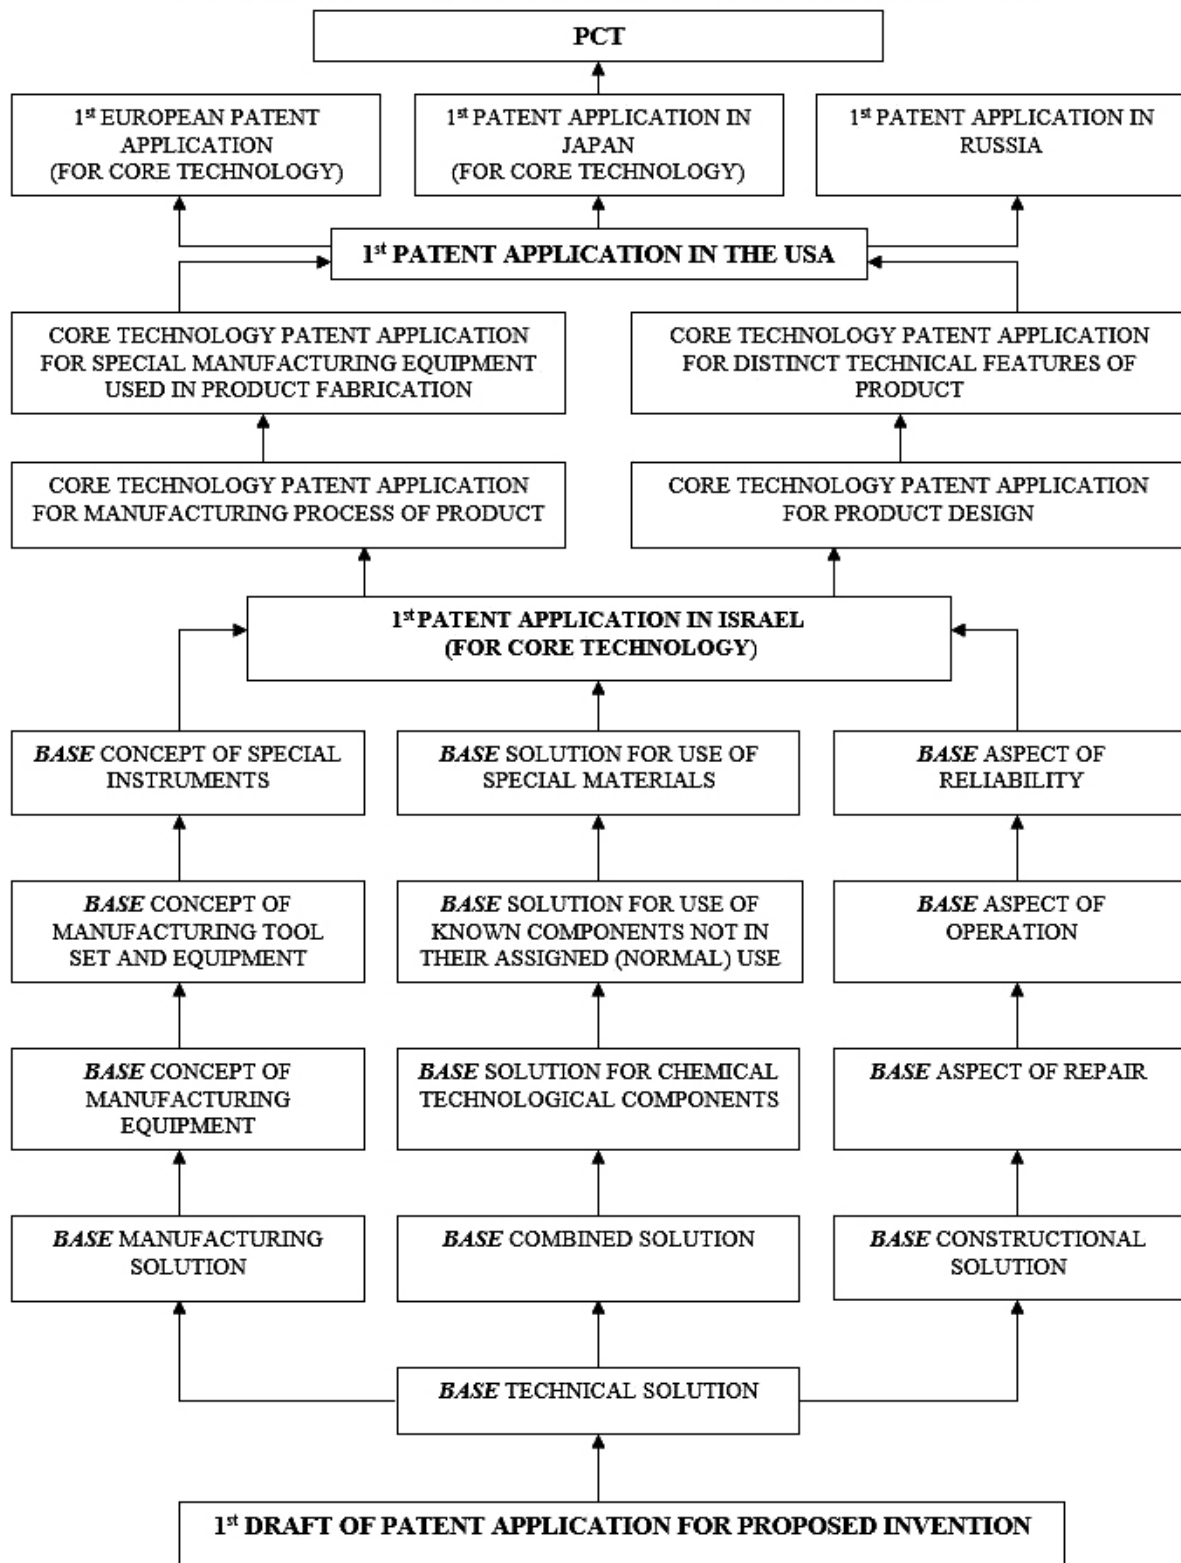 PCT
1st EUROPEAN PATENT
APPLICATION
(FOR CORE TECHNOLOGY)
1st PATENT APPLICATION IN
JAPAN
(FOR CORE TECHNOLOGY)
1st PATENT APPLICATION IN
RUSSIA
1st PATENT APPLICATION IN THE USA
CORE TECHNOLOGY PATENT APPLICATION
FOR SPECIAL MANUFACTURING EQUIPMENT
USED IN PRODUCT FABRICATION
CORE TECHNOLOGY PATENT APPLICATION
FOR DISTINCT TECHNICAL FEATURES OF
PRODUCT
CORE TECHNOLOGY PATENT APPLICATION
FOR MANUFACTURING PROCESS OF PRODUCT
CORE TECHNOLOGY PATENT APPLICATION
FOR PRODUCT DESIGN
1st PATENT APPLICATION IN ISRAEL
(FOR CORE TECHNOLOGY)
BASE CONCEPT OF SPECIAL
INSTRUMENTS
BASE SOLUTION FOR USE OF
SPECIAL MATERIALS
BASE ASPECT OF
RELIABILITY
BASE CONCEPT OF
MANUFACTURING TOOL
SET AND EQUIPMENT
BASE SOLUTION FOR USE OF
KNOWN COMPONENTS NOT IN
THEIR ASSIGNED (NORMAL) USE
BASE ASPECT OF
OPERATION
BASE CONCEPT OF
MANUFACTURING
EQUIPMENT
BASE SOLUTION FOR CHEMICAL
TECHNOLOGICAL COMPONENTS
BASE ASPECT OF REPAIR
BASE MANUFACTURING
SOLUTION
BASE COMBINED SOLUTION
BASE CONSTRUCTIONAL
SOLUTION
BASE TECHNICAL SOLUTION
1st DRAFT OF PATENT APPLICATION FOR PROPOSED INVENTION